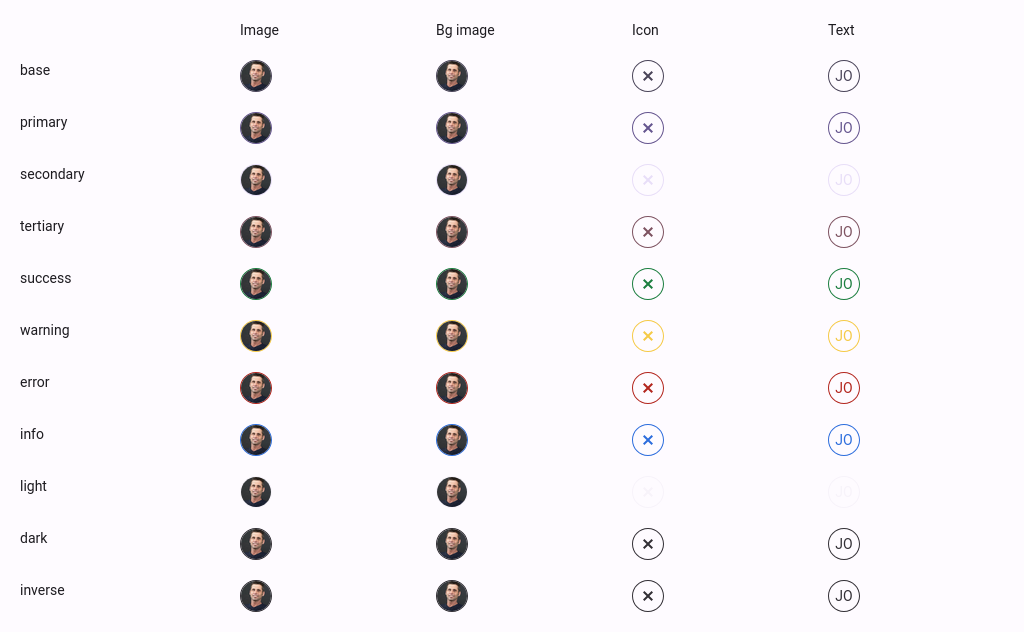 Image Bg image Icon Text
base JO
primary JO
secondary JO
tertiary JO
success JO
warning JO
error JO
info JO
light JO
dark JO
inverse JO